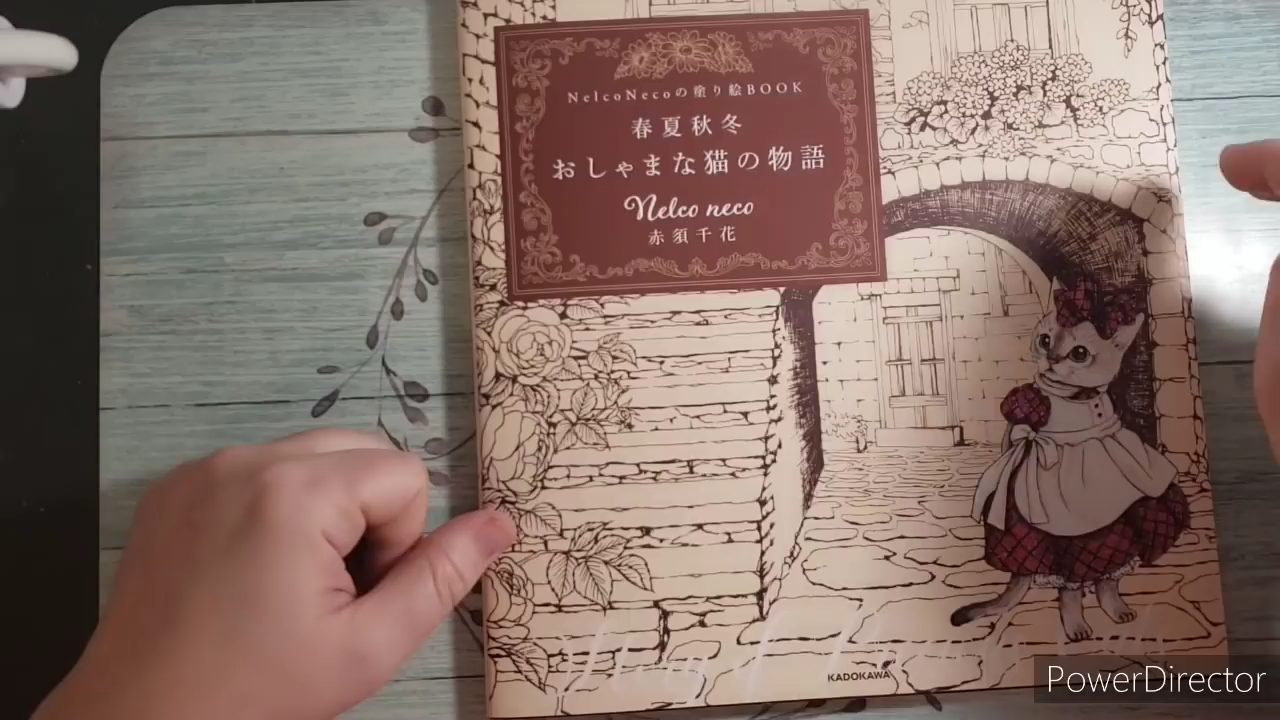 NelcoNecoの塗り絵BOOK
春夏秋冬
おしゃまな猫の物語
Nelco neco
赤須千花
KADOKAWA
PowerDirector